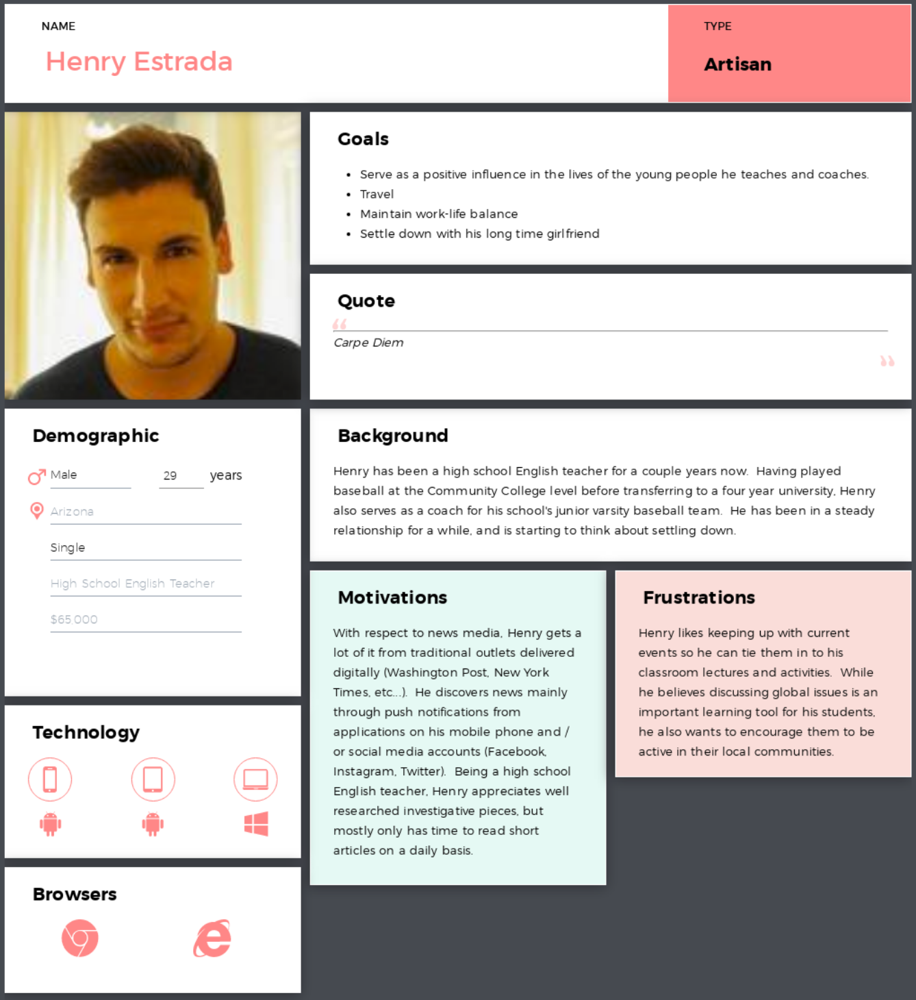 NAME
Henry Estrada
TYPE
Artisan
Goals
• Serve as a positive influence in the lives of the young people he teaches and coaches.
• Travel
• Maintain work-life balance
• Settle down with his long time girlfriend
Quote
“
Carpe Diem
”
Demographic
Male 29 years
Arizona
Single
High School English Teacher
$65,000
Background
Henry has been a high school English teacher for a couple years now. Having played
baseball at the Community College level before transferring to a four year university, Henry
also serves as a coach for his school's junior varsity baseball team. He has been in a steady
relationship for a while, and is starting to think about settling down.
Motivations
With respect to news media, Henry gets a
lot of it from traditional outlets delivered
digitally (Washington Post, New York
Times, etc...). He discovers news mainly
through push notifications from
applications on his mobile phone and /
or social media accounts (Facebook,
Instagram, Twitter). Being a high school
English teacher, Henry appreciates well
researched investigative pieces, but
mostly only has time to read short
articles on a daily basis.
Frustrations
Henry likes keeping up with current
events so he can tie them in to his
classroom lectures and activities. While
he believes discussing global issues is an
important learning tool for his students,
he also wants to encourage them to be
active in their local communities.
Technology
Browsers